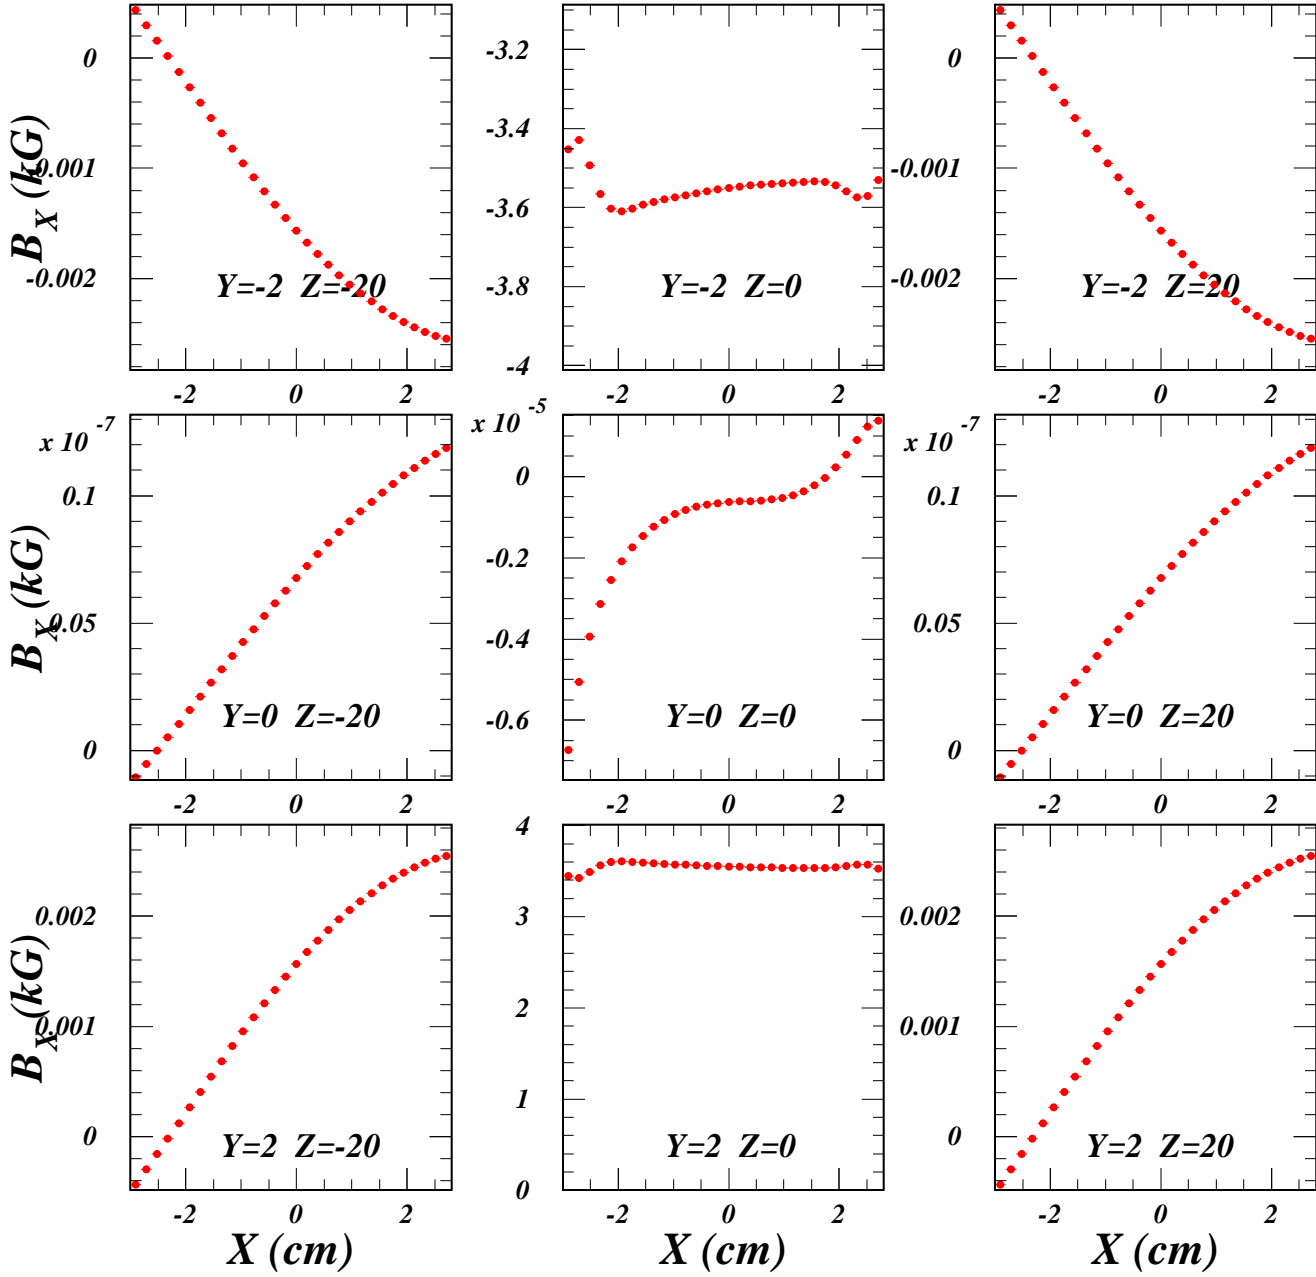 B_X (kG)
0
-0.001
-0.002
Y=-2 Z=-20
-2 0 2
-3.2
-3.4
-3.6
-3.8
-4
Y=-2 Z=0
-2 0 2
0
-0.001
-0.002
Y=-2 Z=20
-2 0 2
B_X (kG)
x 10^-7
0.1
0.05
0
Y=0 Z=-20
-2 0 2
x 10^-5
0
-0.2
-0.4
-0.6
Y=0 Z=0
-2 0 2
x 10^-7
0.1
0.05
0
Y=0 Z=20
-2 0 2
B_X (kG)
0.002
0.001
0
Y=2 Z=-20
-2 0 2
X (cm)
4
3
2
1
0
Y=2 Z=0
-2 0 2
X (cm)
0.002
0.001
0
Y=2 Z=20
-2 0 2
X (cm)